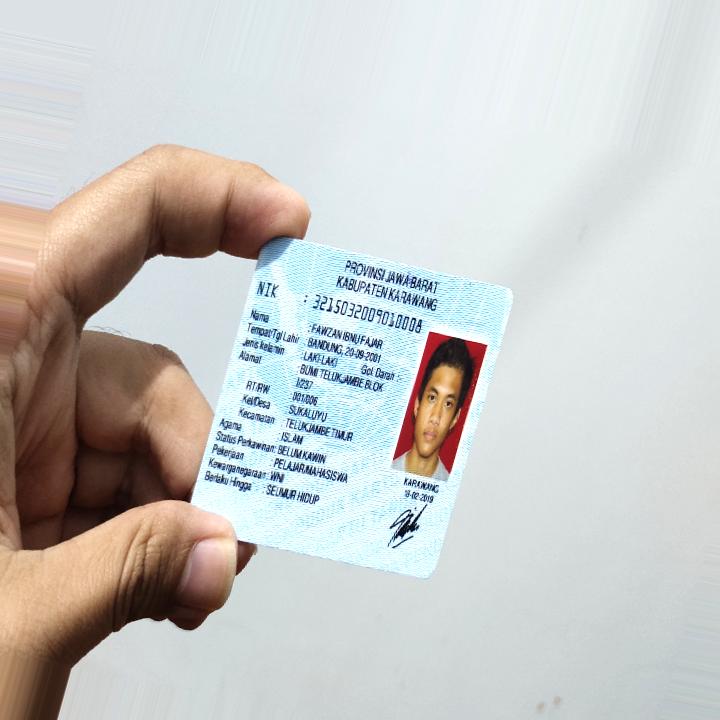 PROVINSI JAWA BARAT
KABUPATEN KARAWANG
NIK : 3215032009010008
Nama : FAWZAN IBNU FAJAR
Tempat/Tgl Lahir : BANDUNG, 20-09-2001
Jenis Kelamin : LAKI-LAKI Gol. Darah : -
Alamat : BUMI TELUKJAMBE BLOK
I/237
RT/RW : 001/006
Kel/Desa : SUKALUYU
Kecamatan : TELUKJAMBE TIMUR
Agama : ISLAM
Status Perkawinan: BELUM KAWIN
Pekerjaan : PELAJAR/MAHASISWA
Kewarganegaraan: WNI
Berlaku Hingga : SEUMUR HIDUP
KARAWANG
18-02-2019